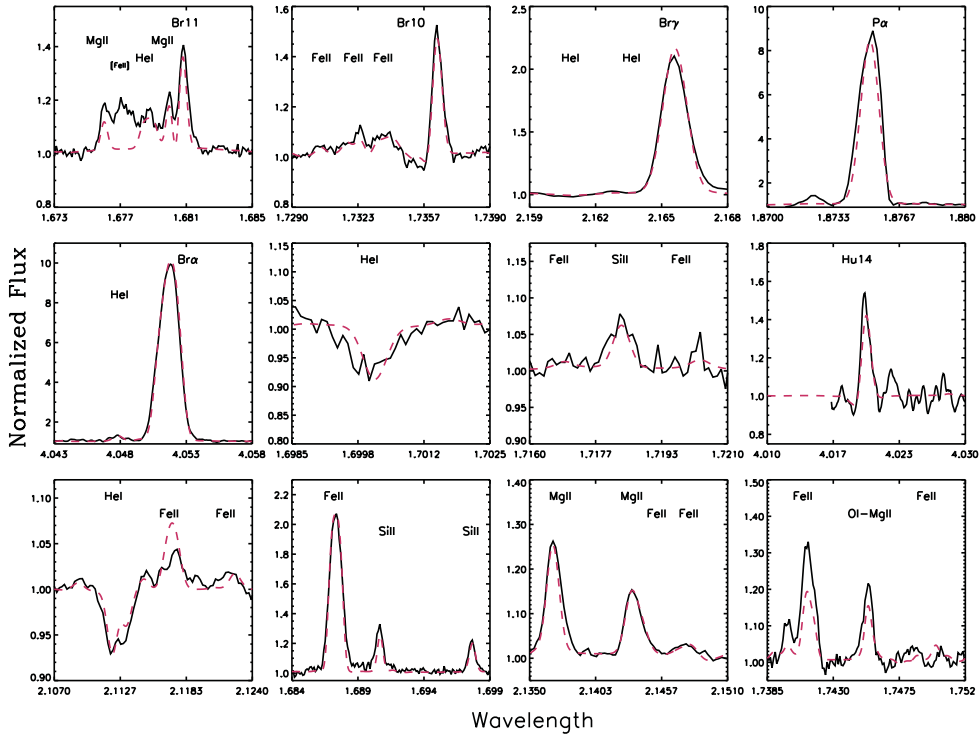 Br11
MgII MgII
[FeII] HeI
1.4
1.2
1.0
0.8
1.673 1.677 1.681 1.685
Br10
FeII FeII FeII
1.6
1.4
1.2
1.0
0.8
1.7290 1.7323 1.7357 1.7390
Brγ
HeI HeI
2.5
2.0
1.5
1.0
2.159 2.162 2.165 2.168
Pα
10
8
6
4
2
1.8700 1.8733 1.8767 1.880
Brα
HeI
10
8
6
4
2
4.043 4.048 4.053 4.058
HeI
1.15
1.10
1.05
1.00
0.95
0.90
0.85
0.80
1.6985 1.6998 1.7012 1.7025
FeII SiII FeII
1.15
1.10
1.05
1.00
0.95
0.90
1.7160 1.7177 1.7193 1.7210
Hu14
1.8
1.6
1.4
1.2
1.0
0.8
4.010 4.017 4.023 4.030
HeI
FeII FeII
1.10
1.05
1.00
0.95
0.90
2.1070 2.1127 2.1183 2.1240
FeII
SiII SiII
2.2
2.0
1.8
1.6
1.4
1.2
1.0
1.684 1.689 1.694 1.699
MgII MgII
FeII FeII
1.40
1.30
1.20
1.10
1.00
2.1350 2.1403 2.1457 2.1510
FeII FeII
OI-MgII
1.50
1.40
1.30
1.20
1.10
1.00
1.7385 1.7430 1.7475 1.752
Normalized Flux
Wavelength